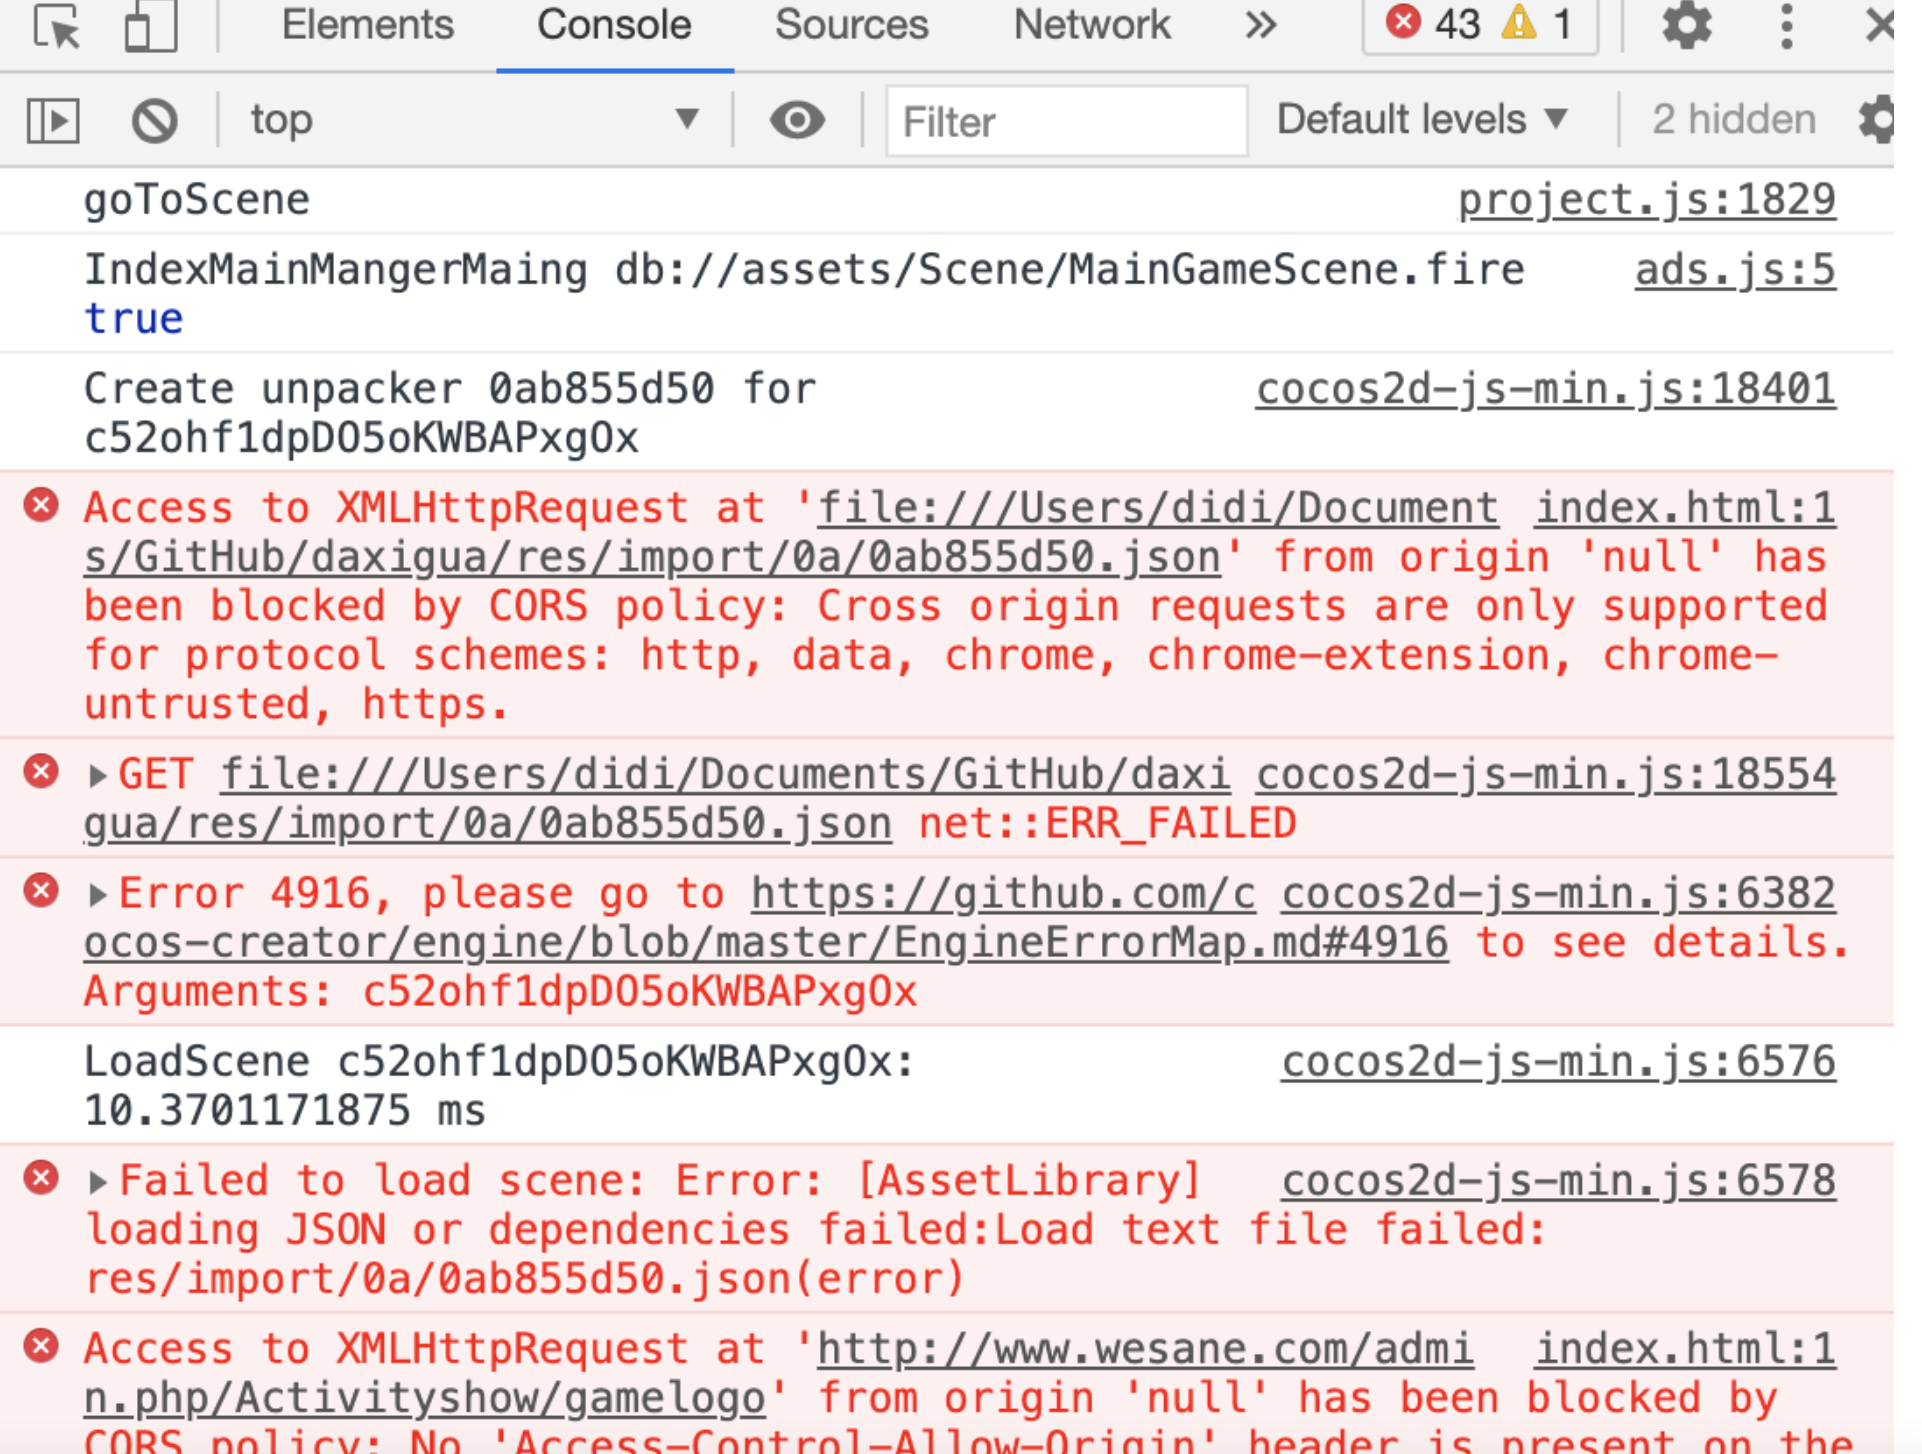 Elements Console Sources Network » 43 1
top ▼ Filter Default levels ▼ 2 hidden
goToScene project.js:1829
IndexMainMangerMaing db://assets/Scene/MainGameScene.fire ads.js:5
true
Create unpacker 0ab855d50 for cocos2d-js-min.js:18401
c52ohf1dpDO5oKWBAPxgOx
Access to XMLHttpRequest at 'file:///Users/didi/Document index.html:1
s/GitHub/daxigua/res/import/0a/0ab855d50.json' from origin 'null' has
been blocked by CORS policy: Cross origin requests are only supported
for protocol schemes: http, data, chrome, chrome-extension, chrome-
untrusted, https.
GET file:///Users/didi/Documents/GitHub/daxi cocos2d-js-min.js:18554
gua/res/import/0a/0ab855d50.json net::ERR_FAILED
Error 4916, please go to https://github.com/c cocos2d-js-min.js:6382
ocos-creator/engine/blob/master/EngineErrorMap.md#4916 to see details.
Arguments: c52ohf1dpDO5oKWBAPxgOx
LoadScene c52ohf1dpDO5oKWBAPxgOx: cocos2d-js-min.js:6576
10.3701171875 ms
Failed to load scene: Error: [AssetLibrary] cocos2d-js-min.js:6578
loading JSON or dependencies failed:Load text file failed:
res/import/0a/0ab855d50.json(error)
Access to XMLHttpRequest at 'http://www.wesane.com/admi index.html:1
n.php/Activityshow/gamelogo' from origin 'null' has been blocked by
CORS policy: No 'Access-Control-Allow-Origin' header is present on the